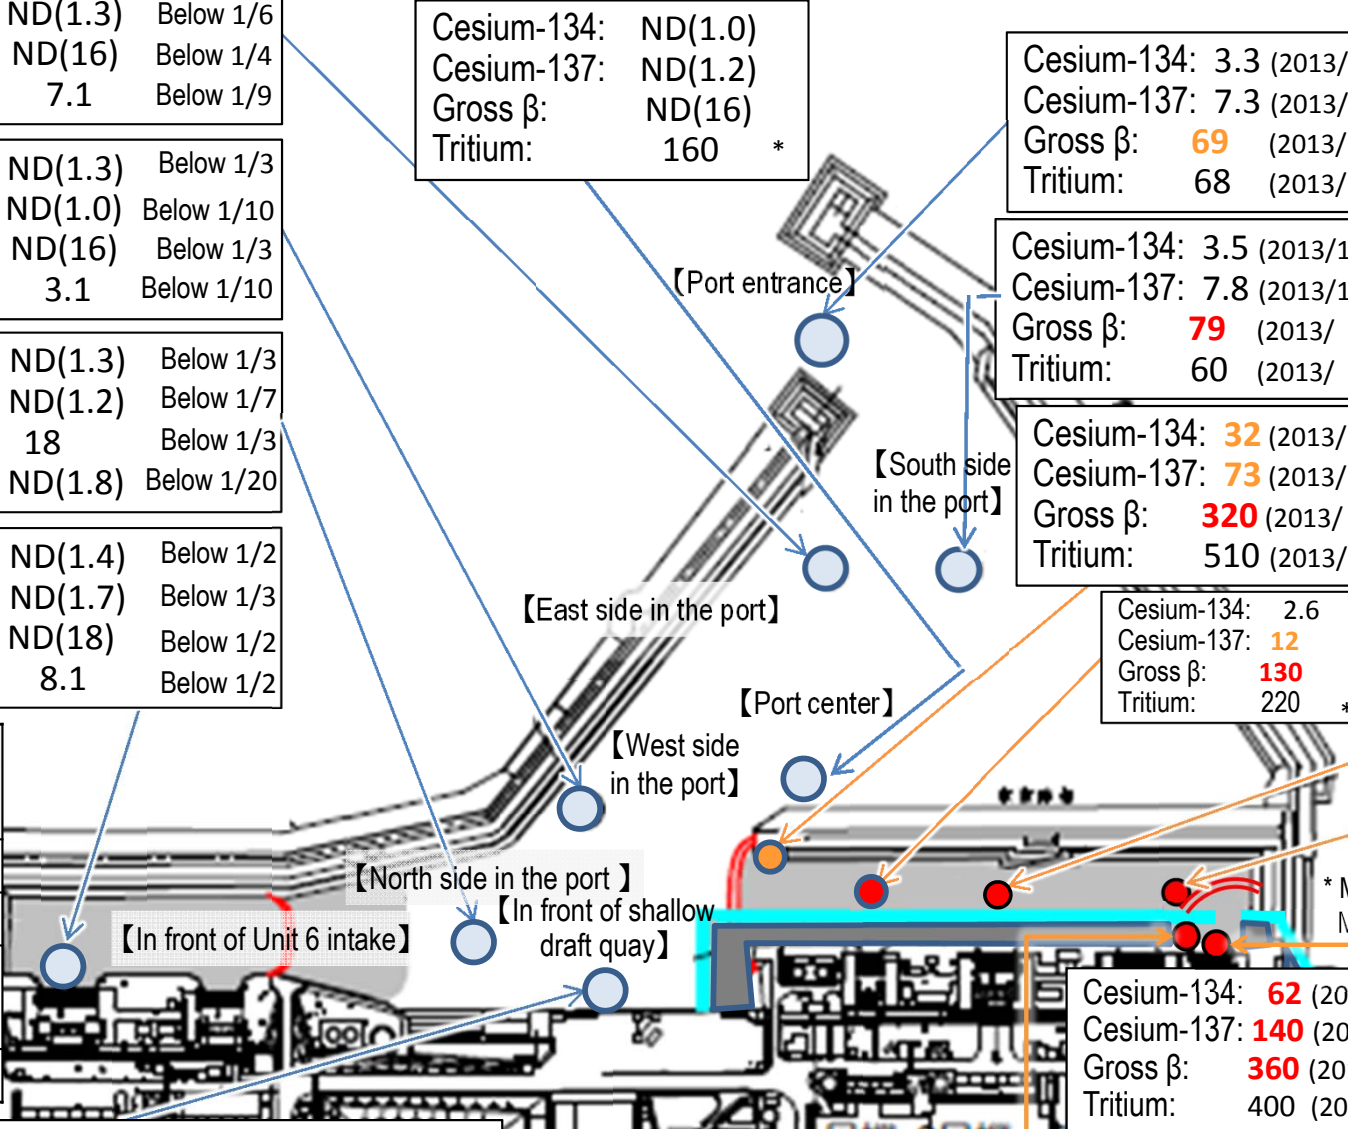 ND(1.3) Below 1/6
ND(16) Below 1/4
7.1 Below 1/9
ND(1.3) Below 1/3
ND(1.0) Below 1/10
ND(16) Below 1/3
3.1 Below 1/10
ND(1.3) Below 1/3
ND(1.2) Below 1/7
18 Below 1/3
ND(1.8) Below 1/20
ND(1.4) Below 1/2
ND(1.7) Below 1/3
ND(18) Below 1/2
8.1 Below 1/2
Cesium-134: ND(1.0)
Cesium-137: ND(1.2)
Gross β: ND(16)
Tritium: 160 *
Cesium-134: 3.3 (2013/
Cesium-137: 7.3 (2013/
Gross β: 69 (2013/
Tritium: 68 (2013/
Cesium-134: 3.5 (2013/1
Cesium-137: 7.8 (2013/1
Gross β: 79 (2013/
Tritium: 60 (2013/
Cesium-134: 32 (2013/
Cesium-137: 73 (2013/
Gross β: 320 (2013/
Tritium: 510 (2013/
Cesium-134: 2.6
Cesium-137: 12
Gross β: 130
Tritium: 220 *
【Port entrance】
【South side
in the port】
【East side in the port】
【Port center】
【West side
in the port】
【North side in the port】
【In front of shallow
draft quay】
【In front of Unit 6 intake】
* M
M
Cesium-134: 62 (20
Cesium-137: 140 (20
Gross β: 360 (20
Tritium: 400 (20